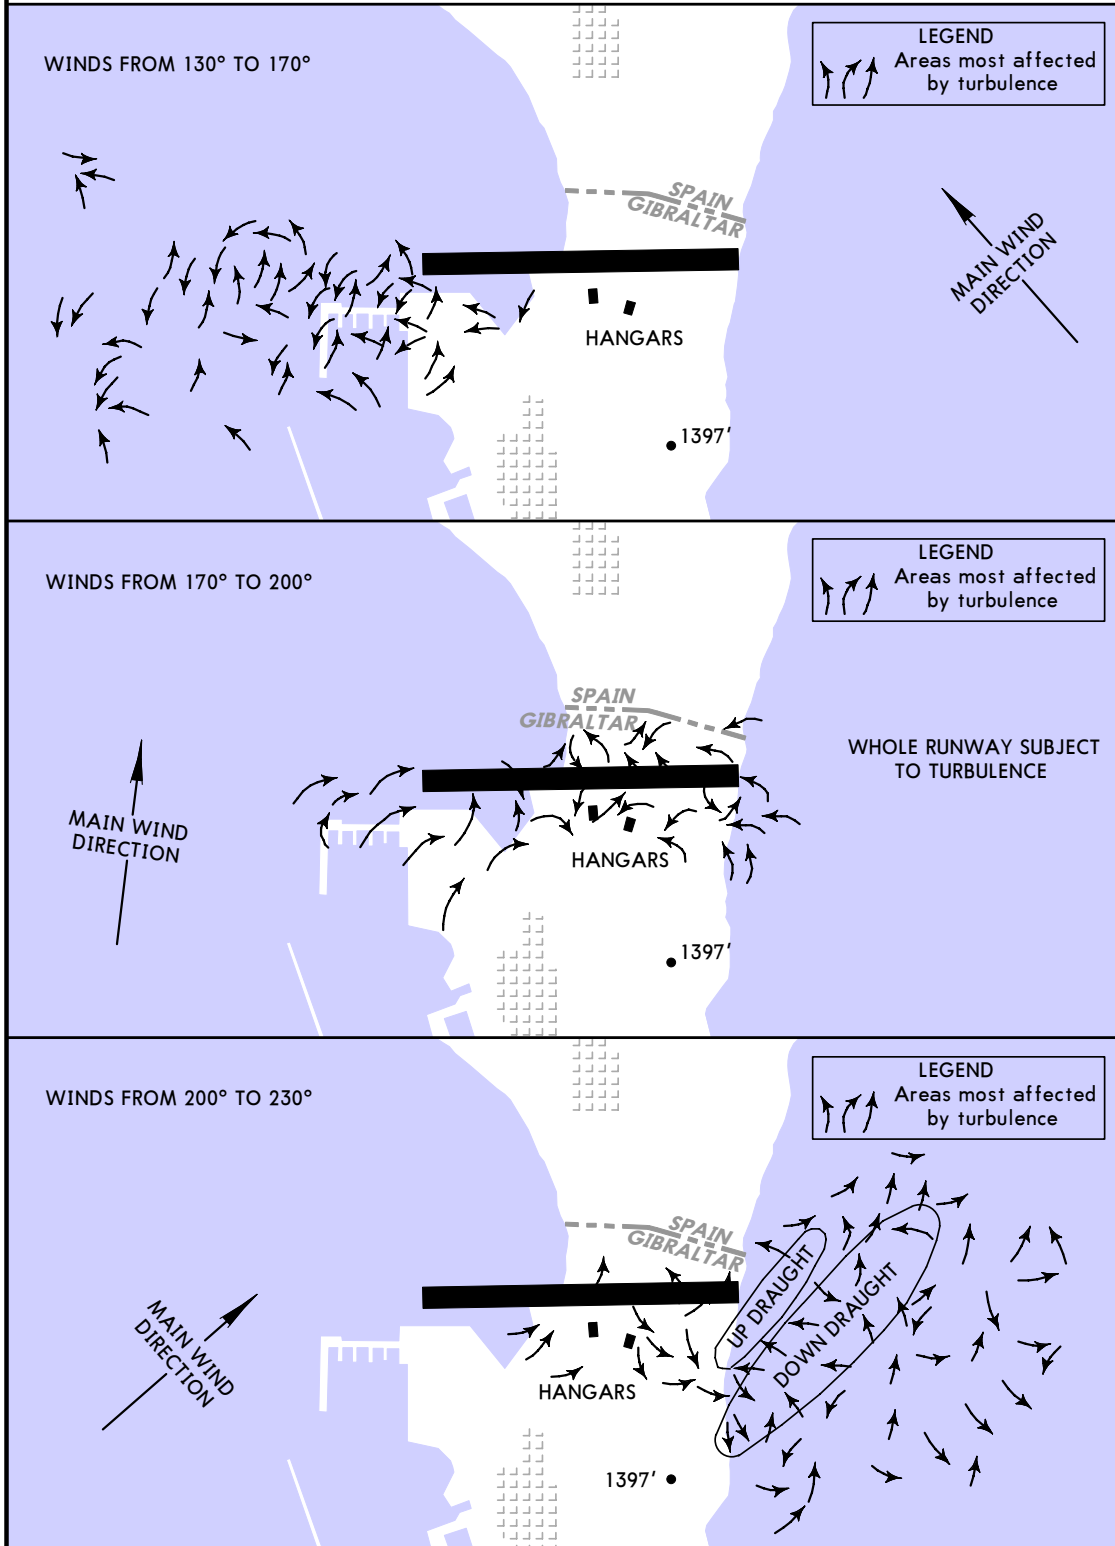 WINDS FROM 130° TO 170°
LEGEND
Areas most affected
by turbulence
SPAIN
GIBRALTAR
MAIN WIND
DIRECTION
HANGARS
1397'
WINDS FROM 170° TO 200°
LEGEND
Areas most affected
by turbulence
SPAIN
GIBRALTAR
WHOLE RUNWAY SUBJECT
TO TURBULENCE
MAIN WIND
DIRECTION
HANGARS
1397'
WINDS FROM 200° TO 230°
LEGEND
Areas most affected
by turbulence
SPAIN
GIBRALTAR
UP DRAUGHT
DOWN DRAUGHT
MAIN WIND
DIRECTION
HANGARS
1397'